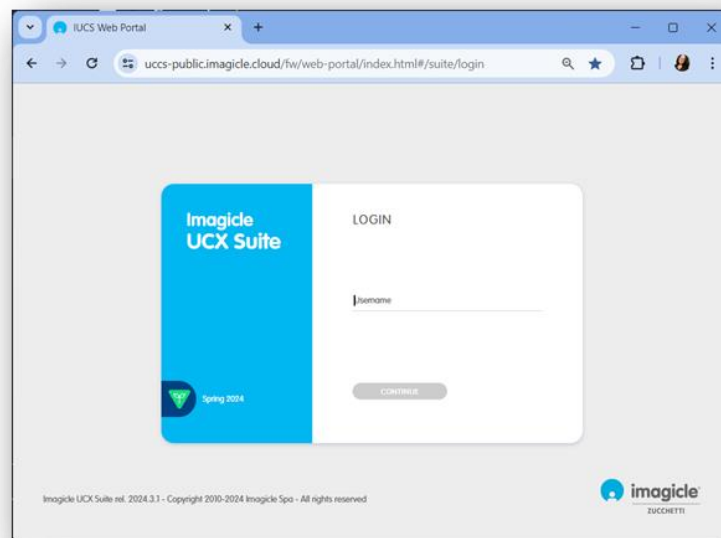 IUCS Web Portal
uccs-public.imagicle.cloud/fw/web-portal/index.html#/suite/login
Imagicle
UCX Suite
LOGIN
Username
CONTINUE
Spring 2024
Imagicle UCX Suite rel. 2024.3.1 - Copyright 2010-2024 Imagicle Spa - All rights reserved
imagicle
ZUCCHETTI